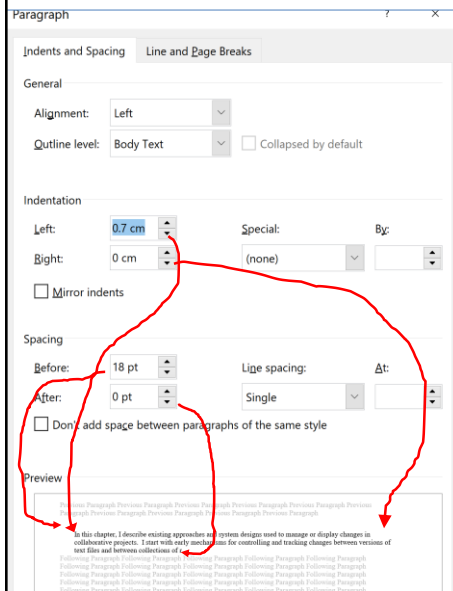 Paragraph ? ×
Indents and Spacing Line and Page Breaks
General
Alignment: Left
Outline level: Body Text Collapsed by default
Indentation
Left: 0.7 cm Special: By:
Right: 0 cm (none)
Mirror indents
Spacing
Before: 18 pt Line spacing: At:
After: 0 pt Single
Don't add space between paragraphs of the same style
Preview
Previous Paragraph Previous Paragraph Previous Paragraph Previous Paragraph Previous Paragraph Previous
Paragraph Previous Paragraph Previous Paragraph Previous Paragraph
In this chapter, I describe existing approaches and system designs used to manage or display changes in
collaborative projects. I start with early mechanisms for controlling and tracking changes between versions of
text files and between collections of
Following Paragraph Following Paragraph Following Paragraph Following Paragraph Following Paragraph
Following Paragraph Following Paragraph Following Paragraph Following Paragraph Following Paragraph
Following Paragraph Following Paragraph Following Paragraph Following Paragraph Following Paragraph
Following Paragraph Following Paragraph Following Paragraph Following Paragraph Following Paragraph